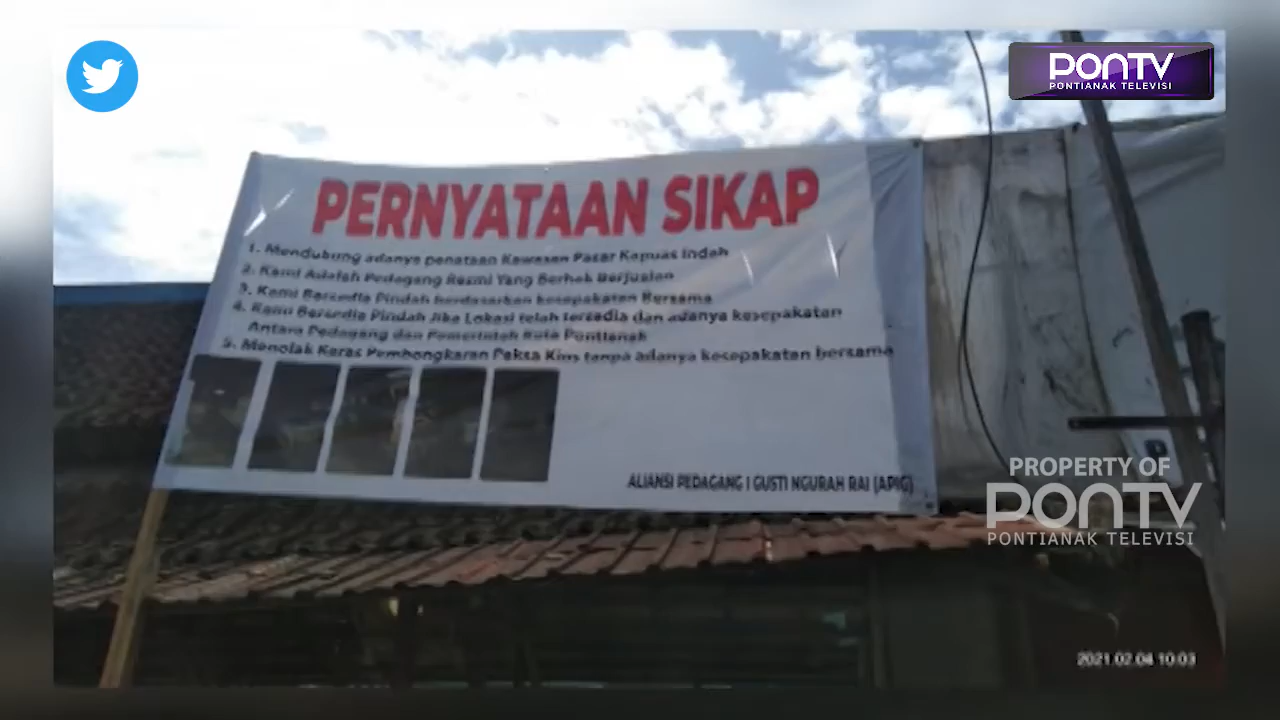 PONTV
PONTIANAK TELEVISI
PERNYATAAN SIKAP
1. Mendubung adanya penataan Kawasan Pasar Kapuas Indah
2. Kami Adalah Pedagang Resmi Yang Berhak Berjualan
3. Kami Bersedia Pindah berdasarkan kesepakatan Bersama
4. Kami Bersedia Pindah Jika Lokasi telah tersedia dan adanya kesepakatan
Antara Pedagang dan Pemerintah Kota Pontianak
5. Menolak Keras Pembongkaran Paksa Kios tanpa adanya kesepakatan bersama
ALIANSI PEDAGANG I GUSTI NGURAH RAI (APIG)
PROPERTY OF
PONTV
PONTIANAK TELEVISI
2021.02.04 10:03